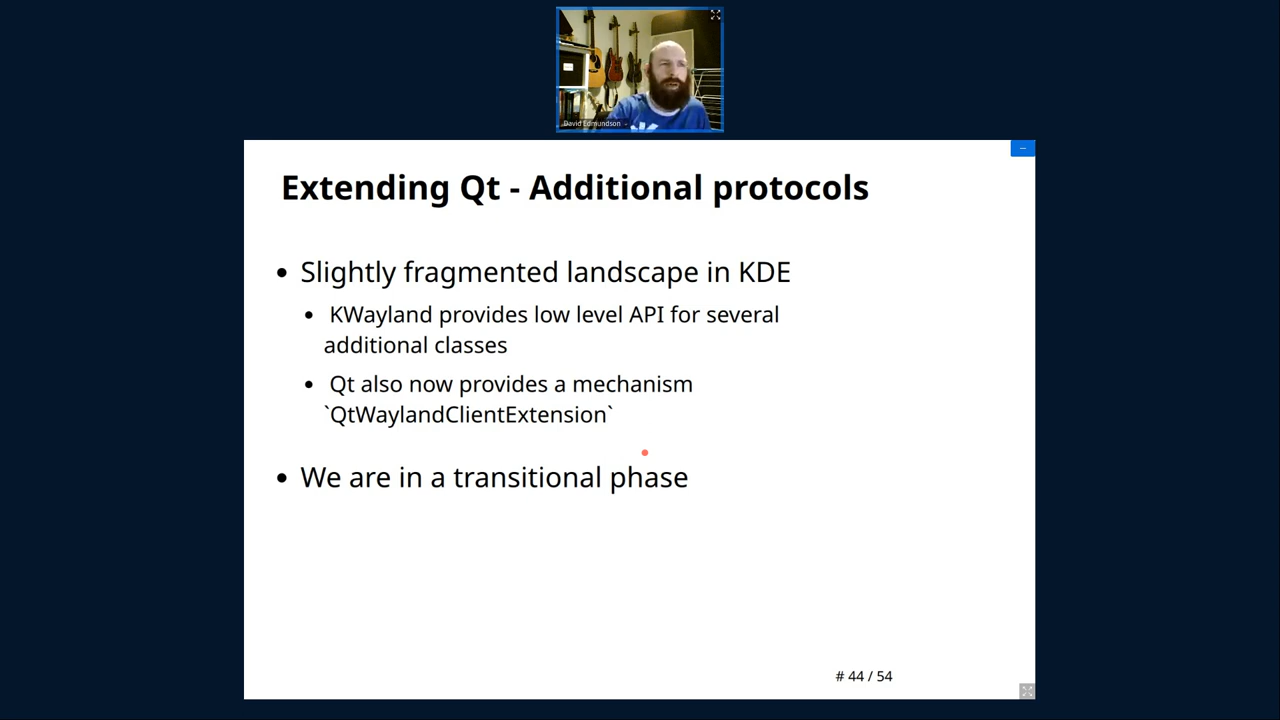 David Edmundson
Extending Qt - Additional protocols
Slightly fragmented landscape in KDE
KWayland provides low level API for several
additional classes
Qt also now provides a mechanism
`QtWaylandClientExtension`
We are in a transitional phase
# 44 / 54